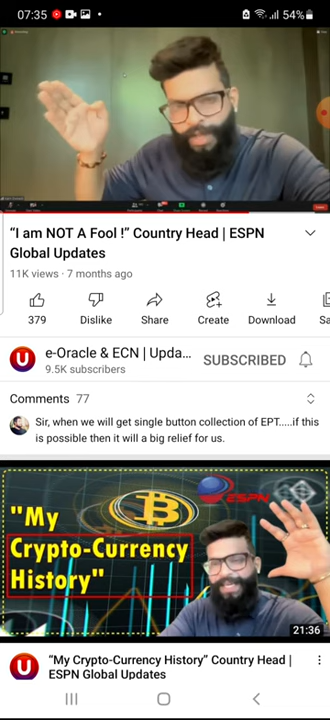 07:35
54%
“I am NOT A Fool !” Country Head | ESPN
Global Updates
11K views · 7 months ago
379
Dislike
Share
Create
Download
Sa
e-Oracle & ECN | Upda...
SUBSCRIBED
9.5K subscribers
Comments 77
Sir, when we will get single button collection of EPT.....if this
is possible then it will a big relief for us.
ESPN
"My
Crypto-Currency
History"
21:36
“My Crypto-Currency History” Country Head |
ESPN Global Updates